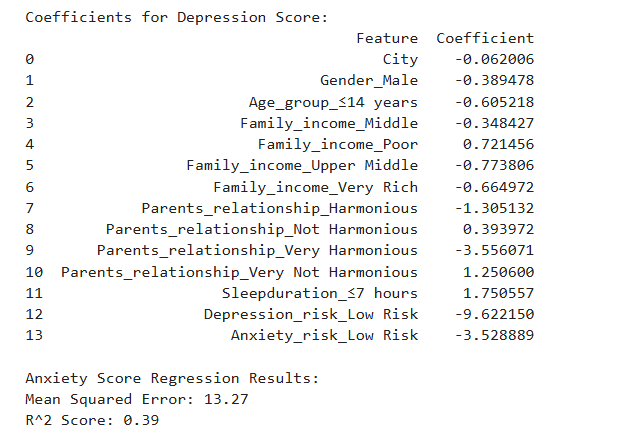 Coefficients for Depression Score:
Feature Coefficient
0 City -0.062006
1 Gender_Male -0.389478
2 Age_group_≤14 years -0.605218
3 Family_income_Middle -0.348427
4 Family_income_Poor 0.721456
5 Family_income_Upper Middle -0.773806
6 Family_income_Very Rich -0.664972
7 Parents_relationship_Harmonious -1.305132
8 Parents_relationship_Not Harmonious 0.393972
9 Parents_relationship_Very Harmonious -3.556071
10 Parents_relationship_Very Not Harmonious 1.250600
11 Sleepduration_≤7 hours 1.750557
12 Depression_risk_Low Risk -9.622150
13 Anxiety_risk_Low Risk -3.528889
Anxiety Score Regression Results:
Mean Squared Error: 13.27
R^2 Score: 0.39